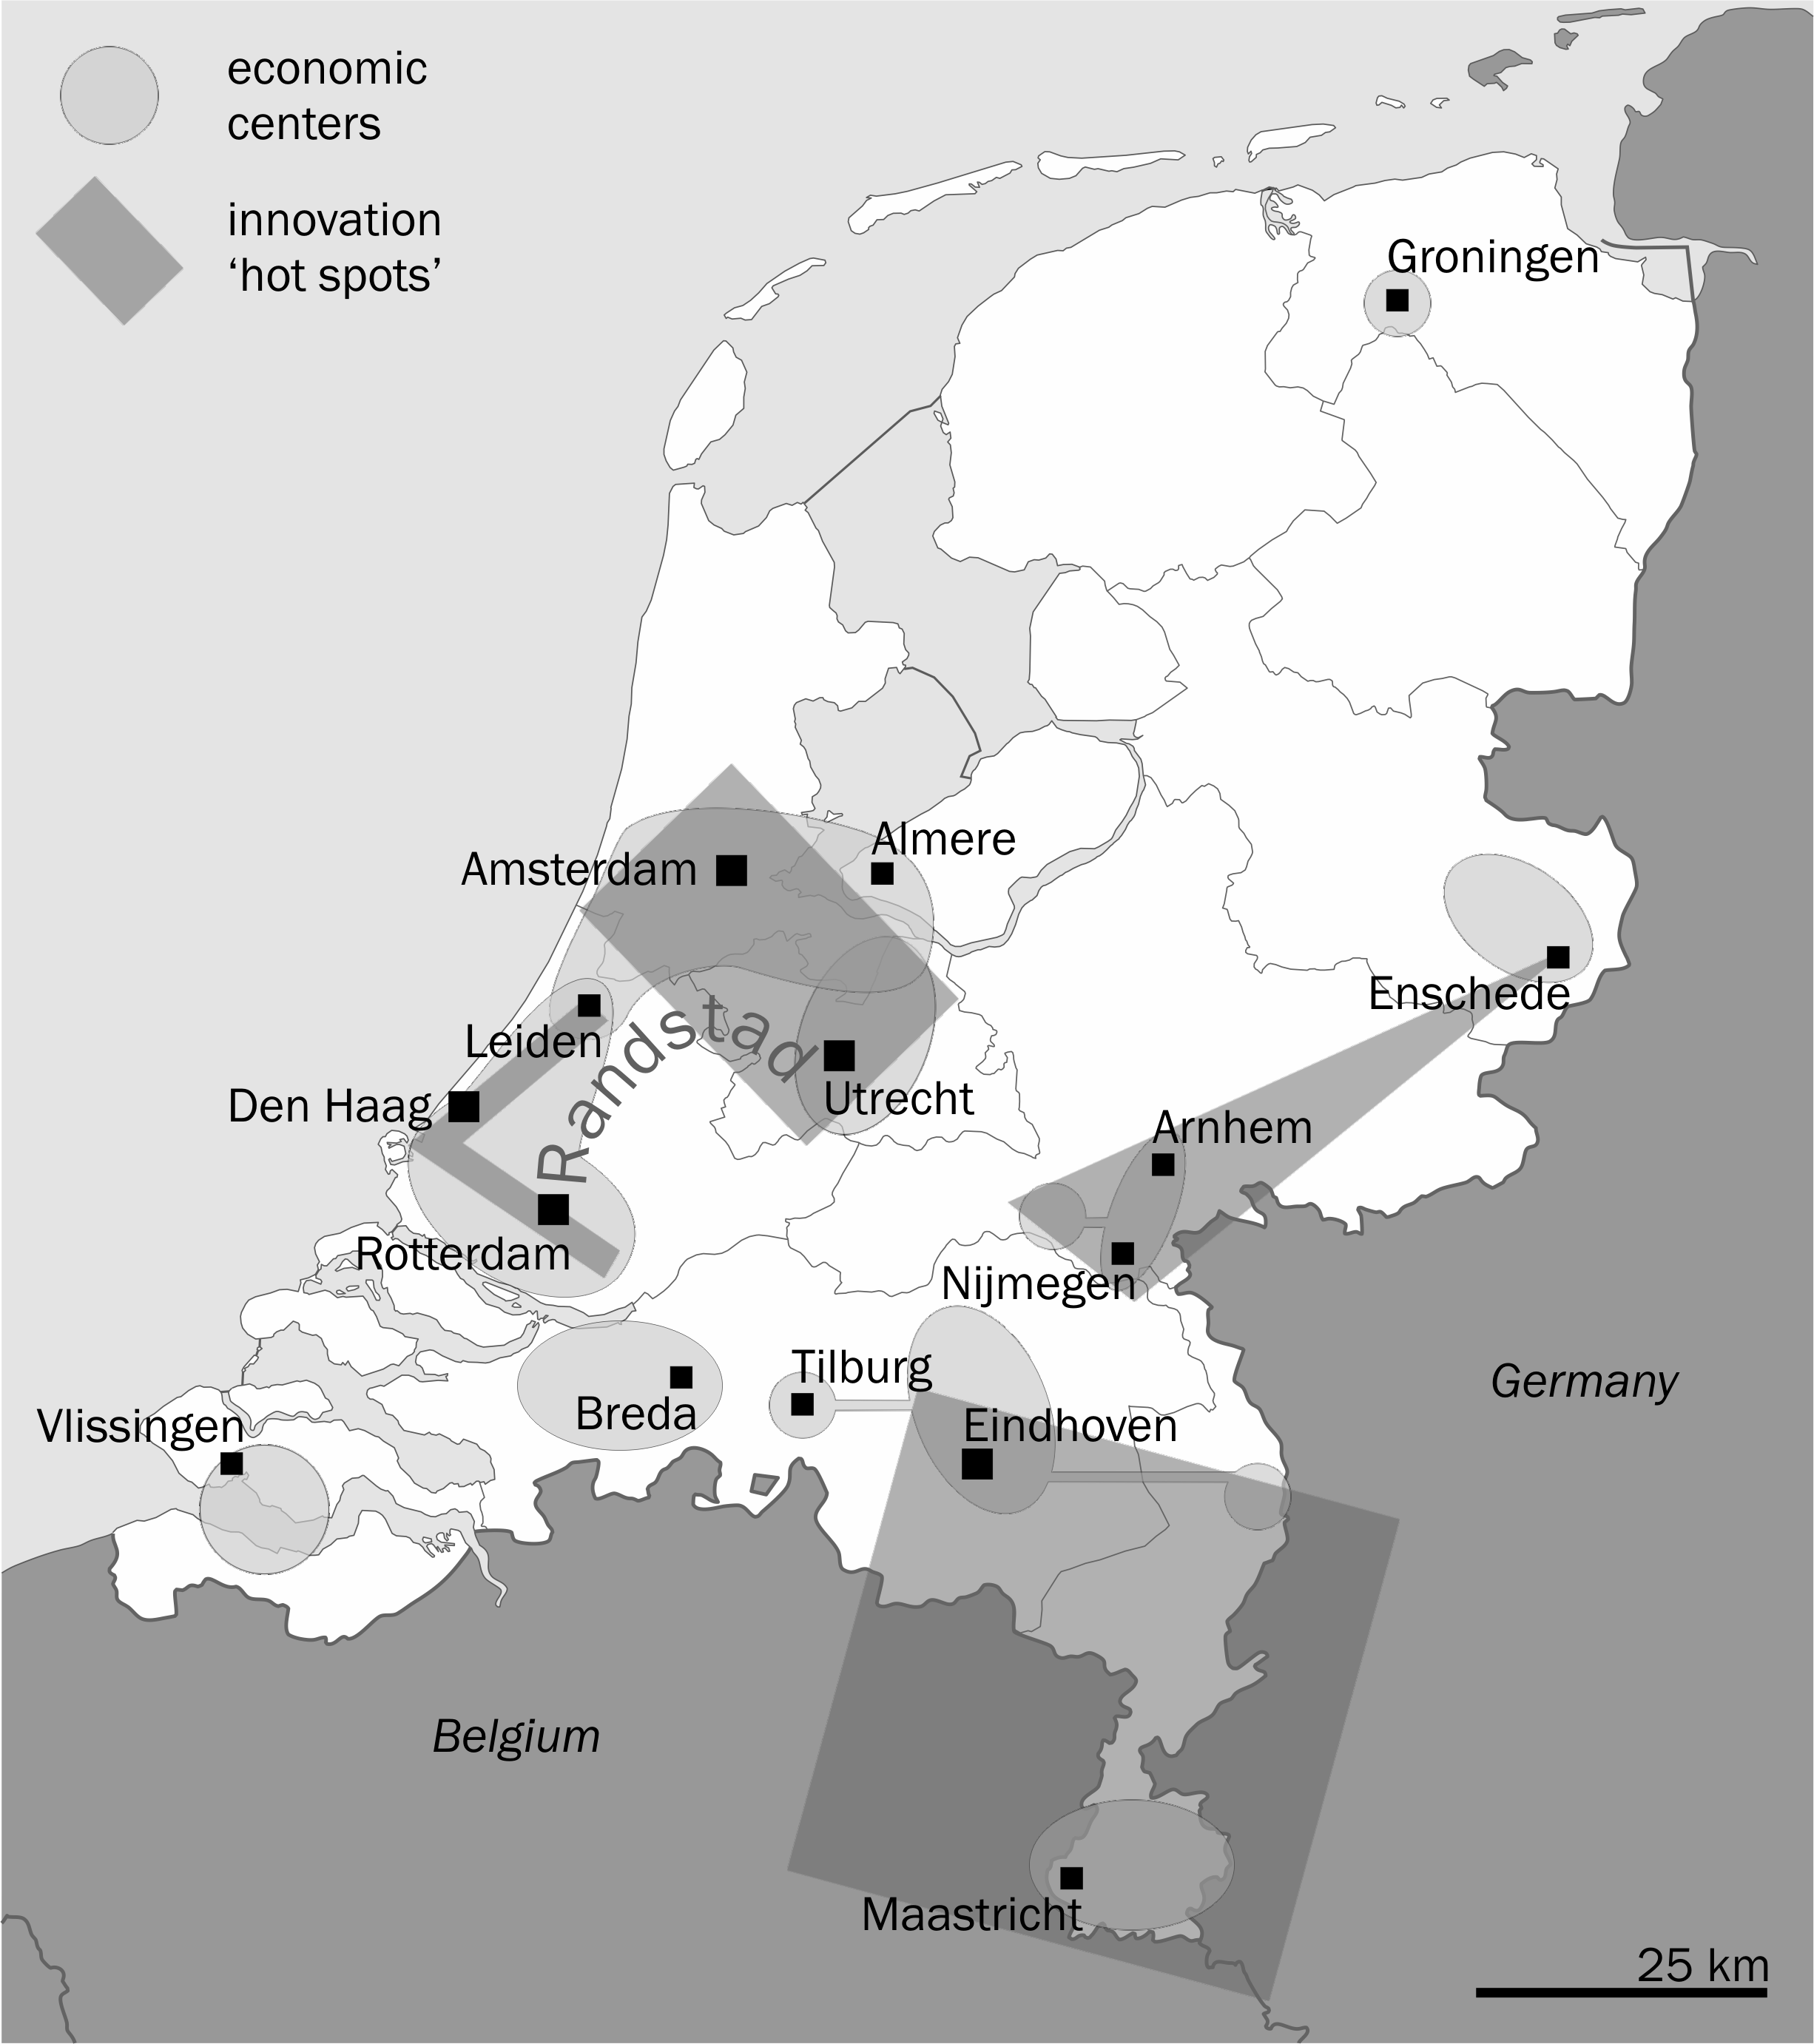 economic
centers
innovation
‘hot spots’
Groningen
Almere
Amsterdam
Enschede
Leiden
Randstad
Den Haag
Utrecht
Arnhem
Rotterdam
Nijmegen
Tilburg
Germany
Breda
Vlissingen
Eindhoven
Belgium
Maastricht
25 km